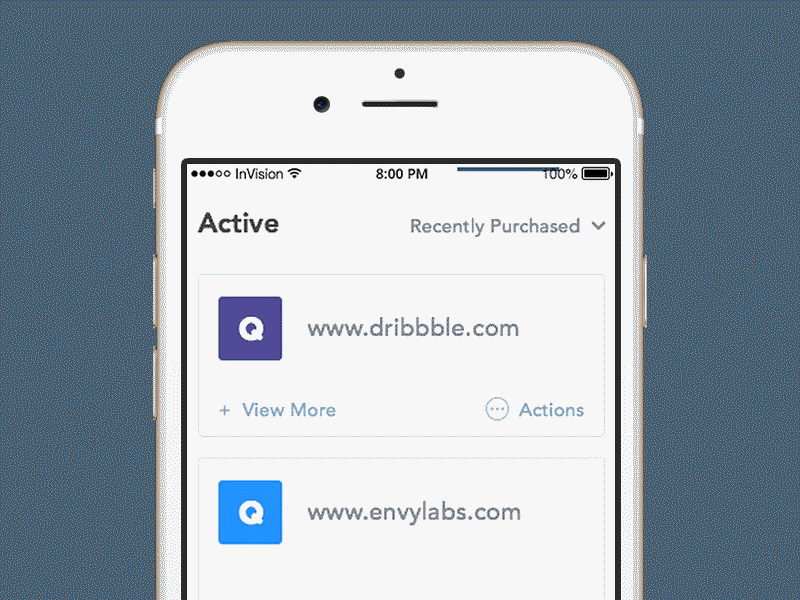 InVision 8:00 PM 100%
Active Recently Purchased
Q www.dribbble.com
+ View More Actions
Q www.envylabs.com